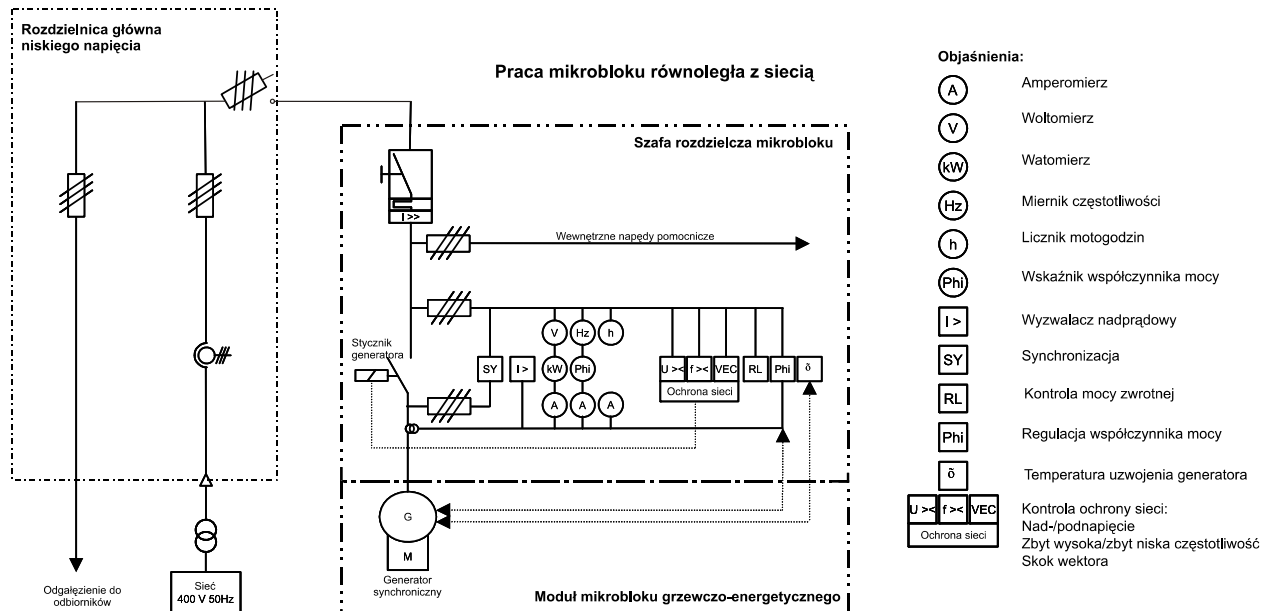 Rozdzielnica główna
niskiego napięcia
Praca mikrobloku równoległa z siecią
Szafa rozdzielcza mikrobloku
I >>
Wewnętrzne napędy pomocnicze
Stycznik
generatora
V
Hz
h
SY
I >
kW
Phi
U ><
f ><
VEC
RL
Phi
δ
Ochrona sieci
A
A
A
G
M
Generator
synchroniczny
Moduł mikrobloku grzewczo-energetycznego
Odgałęzienie do
odbiorników
Sieć
400 V 50Hz
Objaśnienia:
A Amperomierz
V Woltomierz
kW Watomierz
Hz Miernik częstotliwości
h Licznik motogodzin
Phi Wskaźnik współczynnika mocy
I > Wyzwalacz nadprądowy
SY Synchronizacja
RL Kontrola mocy zwrotnej
Phi Regulacja współczynnika mocy
δ Temperatura uzwojenia generatora
U >< f >< VEC Kontrola ochrony sieci:
Ochrona sieci Nad-/podnapięcie
Zbyt wysoka/zbyt niska częstotliwość
Skok wektora